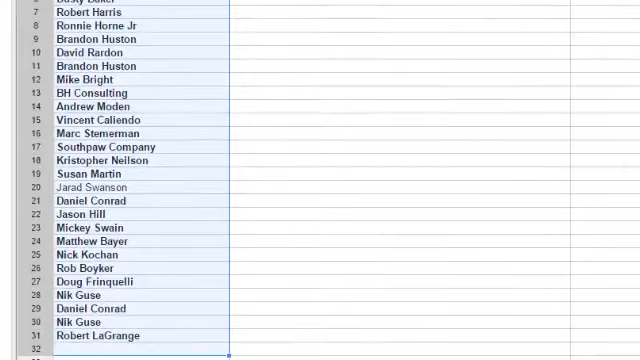 Dusty Baker
7 Robert Harris
8 Ronnie Horne Jr
9 Brandon Huston
10 David Rardon
11 Brandon Huston
12 Mike Bright
13 BH Consulting
14 Andrew Moden
15 Vincent Caliendo
16 Marc Stemerman
17 Southpaw Company
18 Kristopher Neilson
19 Susan Martin
20 Jarad Swanson
21 Daniel Conrad
22 Jason Hill
23 Mickey Swain
24 Matthew Bayer
25 Nick Kochan
26 Rob Boyker
27 Doug Frinquelli
28 Nik Guse
29 Daniel Conrad
30 Nik Guse
31 Robert LaGrange
32